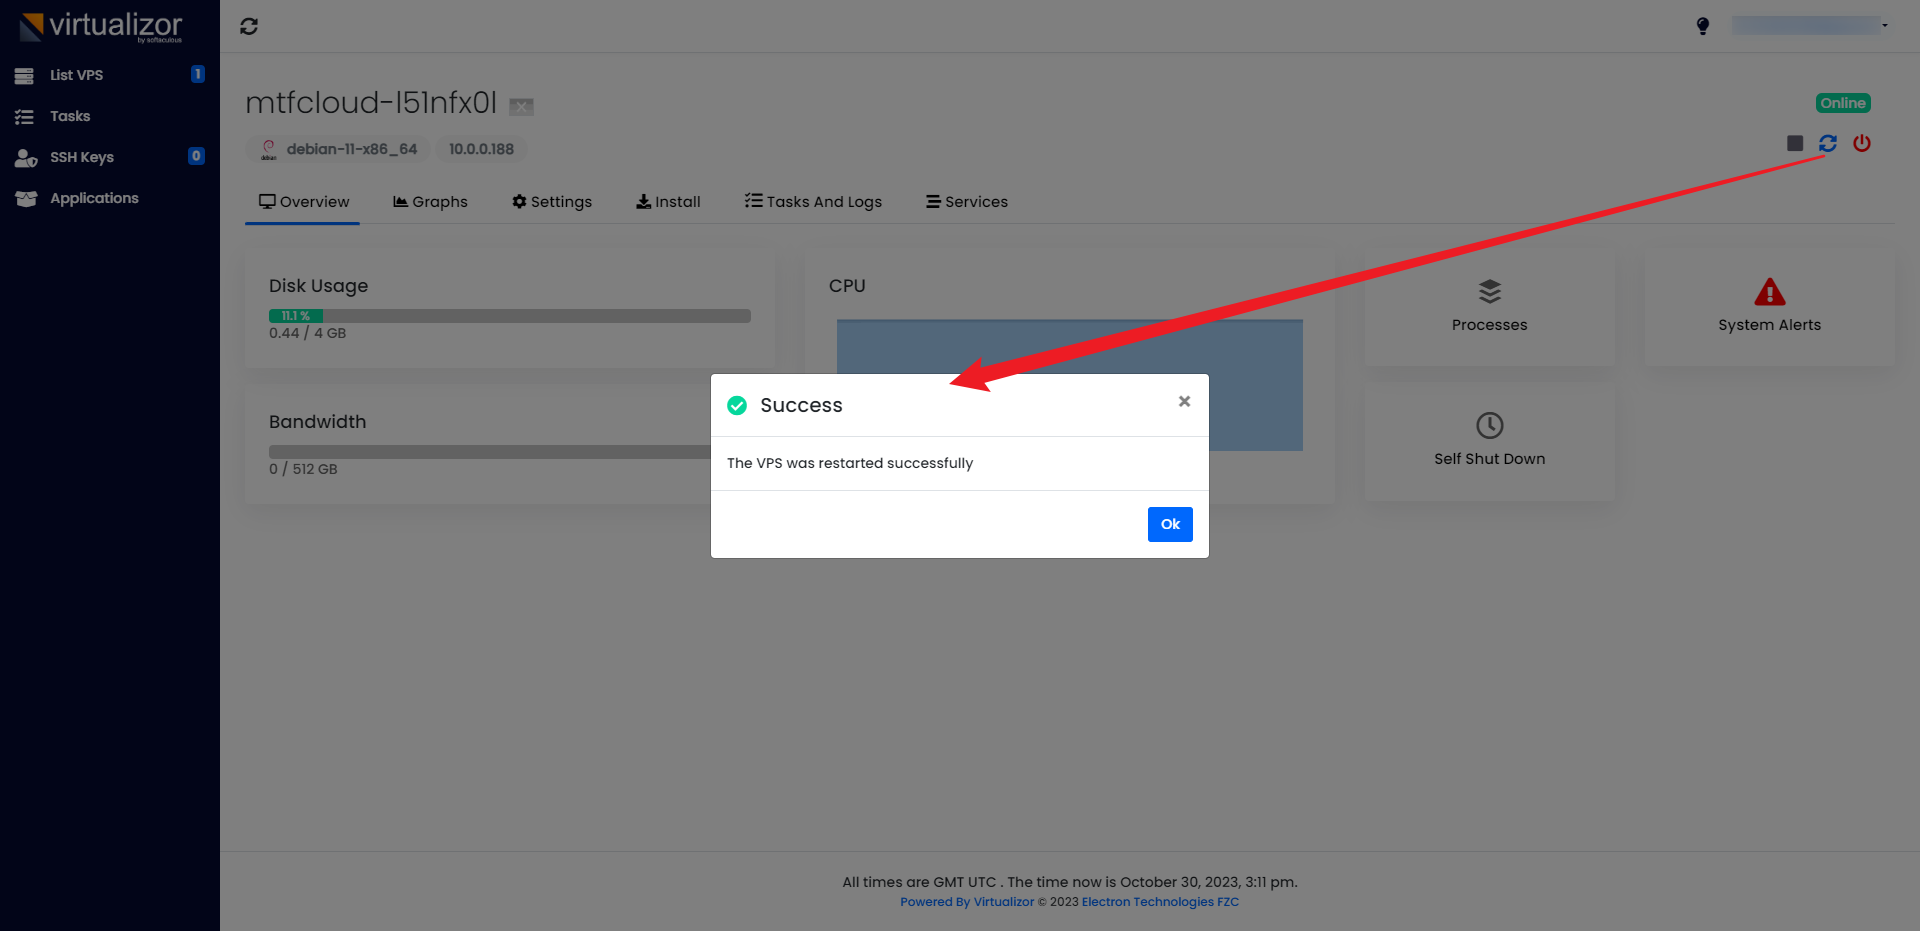 virtualizor
by softaculous
List VPS 1
Tasks
SSH Keys 0
Applications
mtfcloud-l51nfx0l
Online
debian
debian-11-x86_64
10.0.0.188
Overview Graphs Settings Install Tasks And Logs Services
Disk Usage
11.1 %
0.44 / 4 GB
Bandwidth
0 / 512 GB
CPU
Processes
System Alerts
Self Shut Down
Success ×
The VPS was restarted successfully
Ok
All times are GMT UTC . The time now is October 30, 2023, 3:11 pm.
Powered By Virtualizor © 2023 Electron Technologies FZC